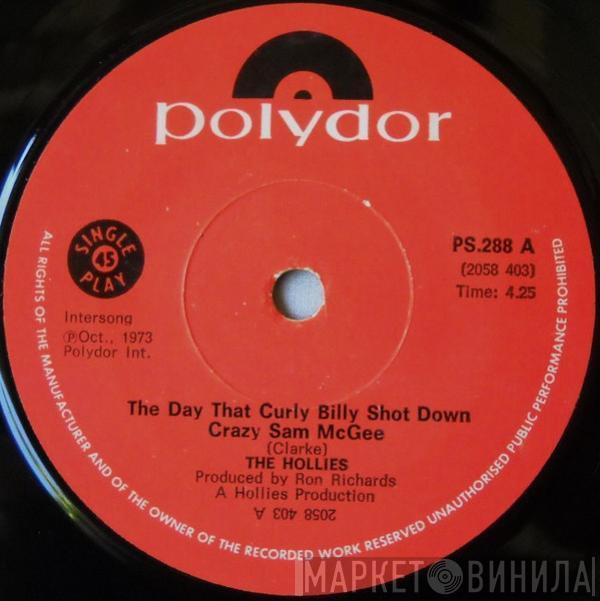 polydor
SINGLE
45
PLAY
PS.288 A
(2058 403)
Time: 4.25
Intersong
ⓅOct., 1973
Polydor Int.
The Day That Curly Billy Shot Down
Crazy Sam McGee
(Clarke)
THE HOLLIES
Produced by Ron Richards
A Hollies Production
2058 403 A
ALL RIGHTS OF THE MANUFACTURER AND OF THE OWNER OF THE RECORDED WORK RESERVED UNAUTHORISED PUBLIC PERFORMANCE PROHIBITED
МАРКЕТ ВИНИЛА